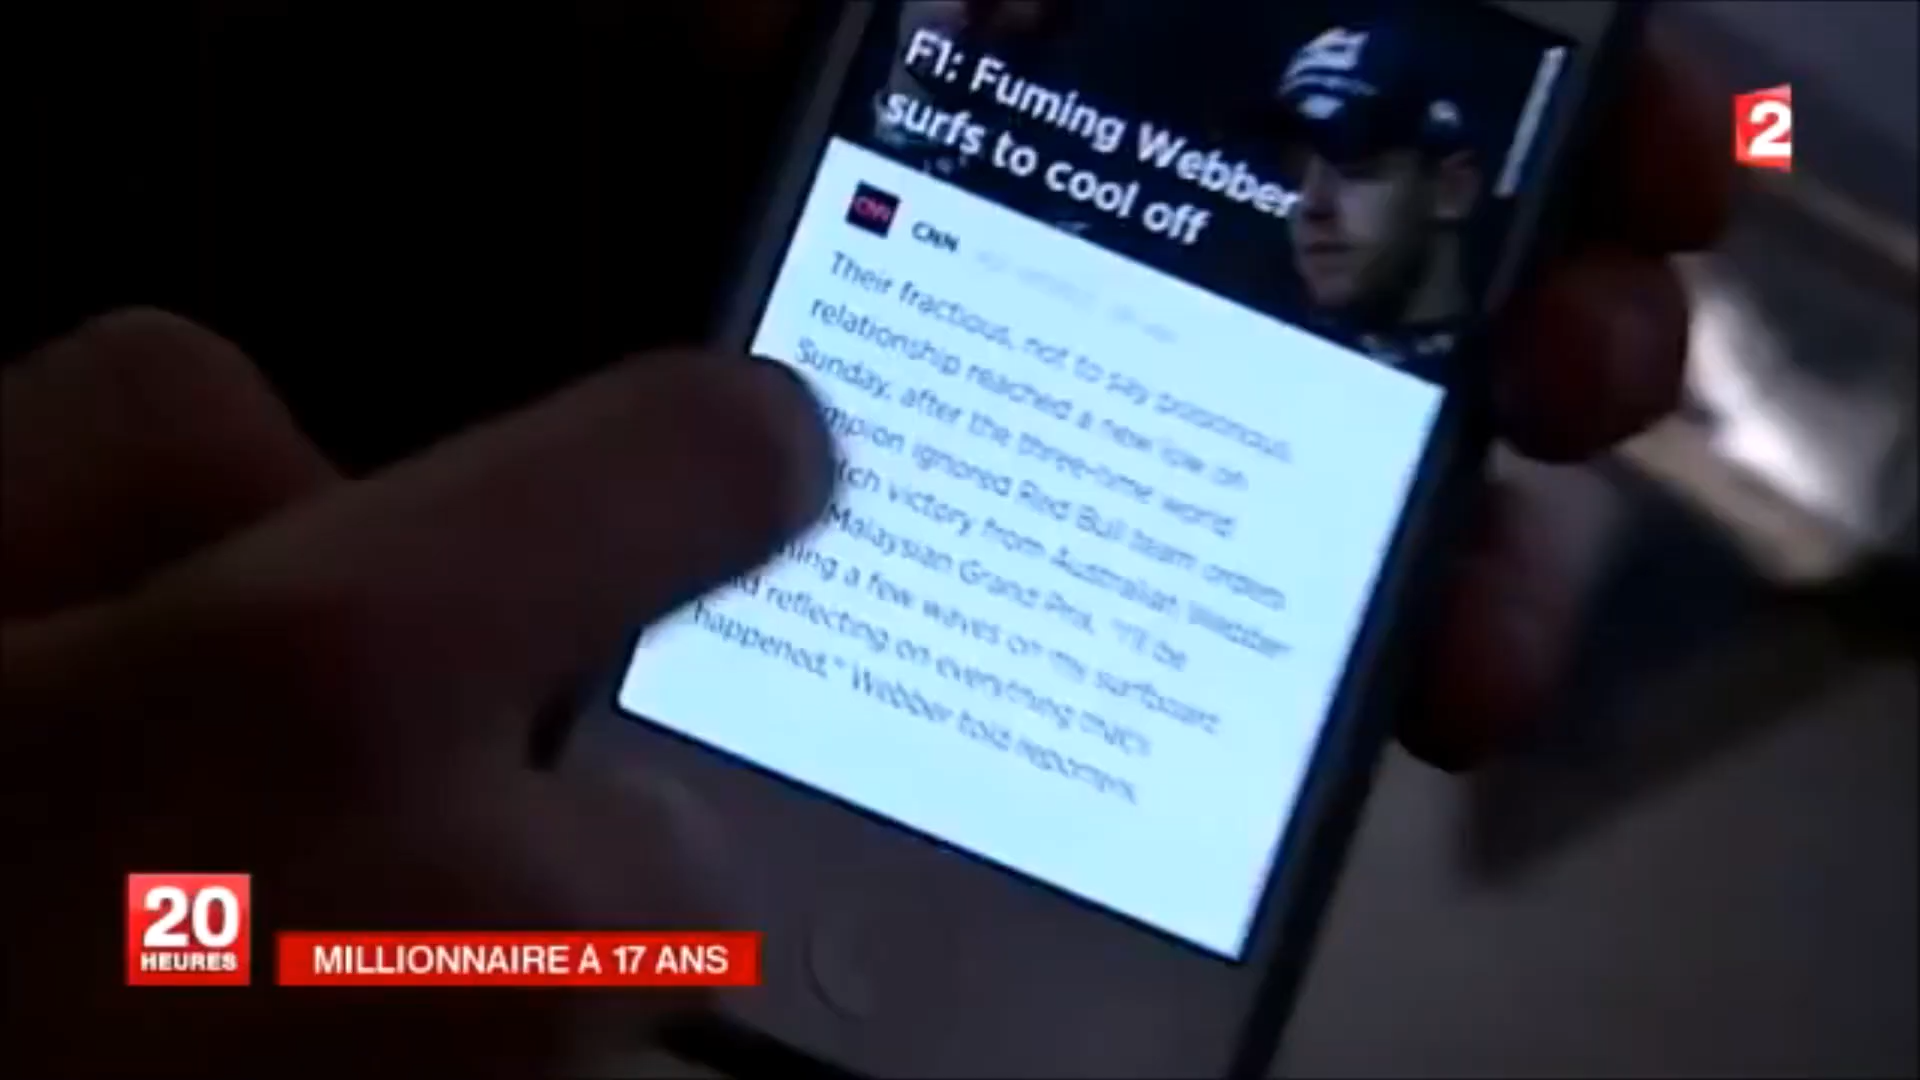 F1: Fuming Webber
surfs to cool off
2
CNN
CNN
Their fractious, not to say poisonous,
relationship reached a new low on
Sunday, after the three-time world
mpion ignored Red Bull team orders
tch victory from Australian Webber
Malaysian Grand Prix. "I'll be
a few waves on my surfboard
reflecting on everything that's
happened," Webber told reporters.
20
HEURES
MILLIONNAIRE À 17 ANS